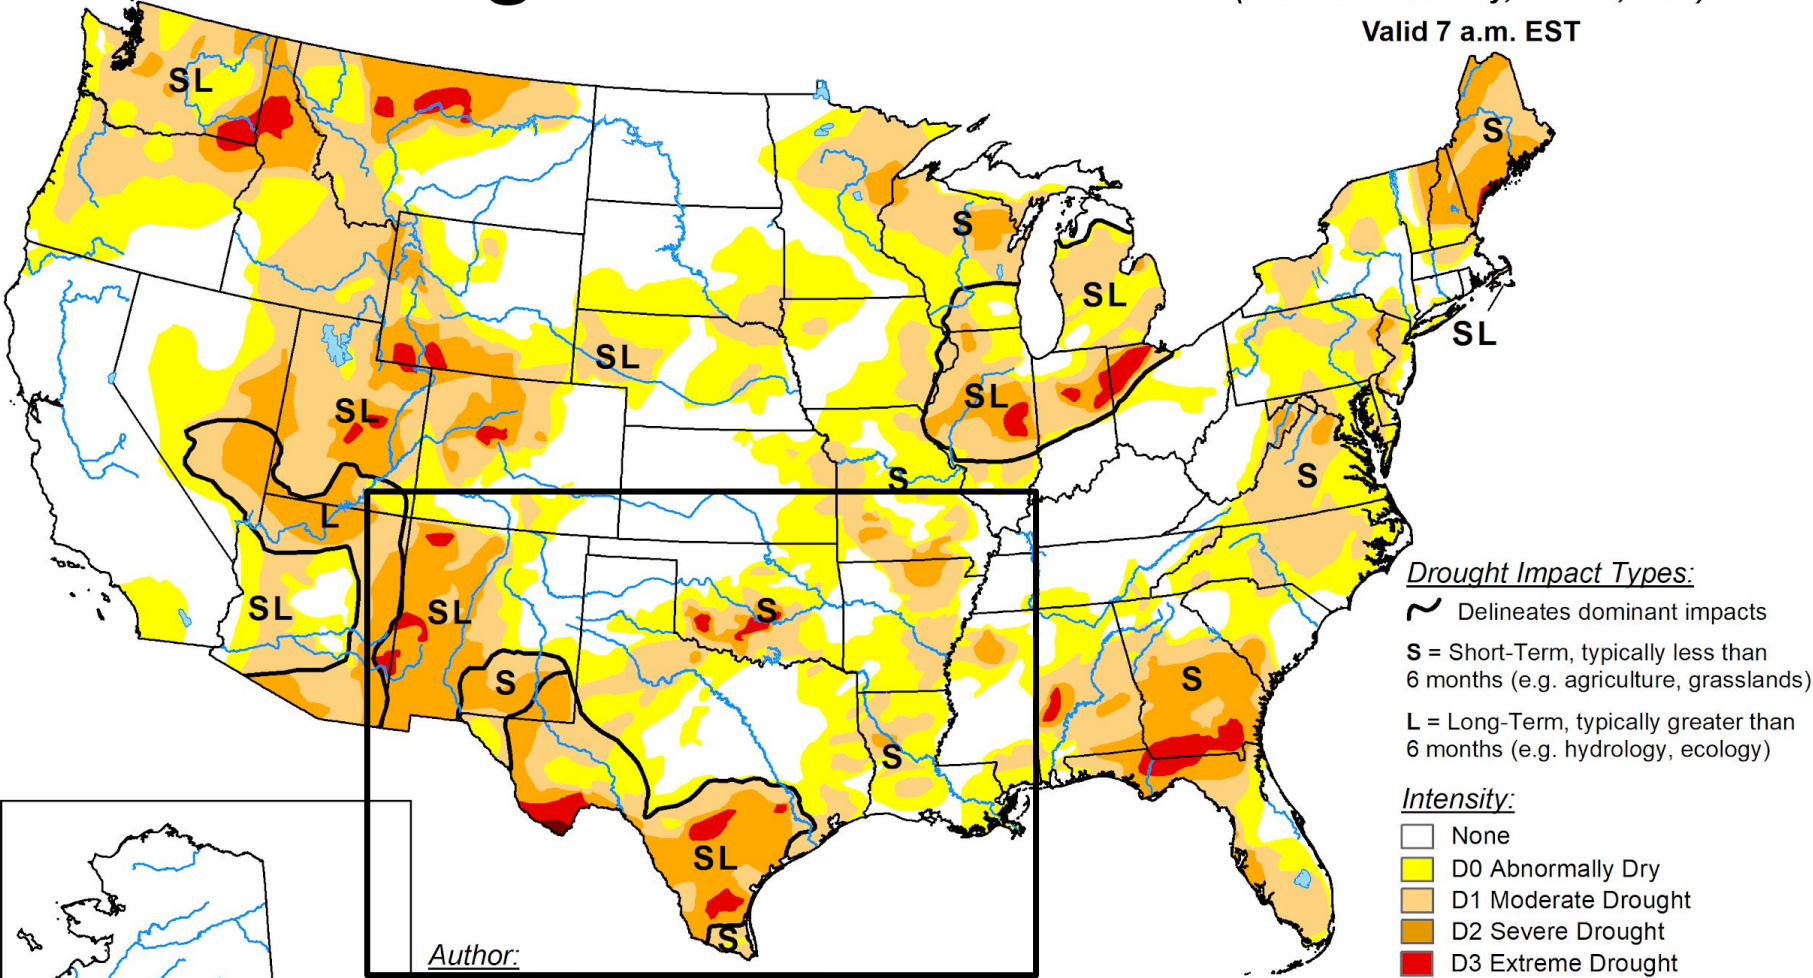 Valid 7 a.m. EST
SL
S
S
SL
SL
SL
SL
SL
S
S
L
SL
SL
S
S
S
S
SL
S
Drought Impact Types:
Delineates dominant impacts
S = Short-Term, typically less than
6 months (e.g. agriculture, grasslands)
L = Long-Term, typically greater than
6 months (e.g. hydrology, ecology)
Intensity:
None
D0 Abnormally Dry
D1 Moderate Drought
D2 Severe Drought
D3 Extreme Drought
Author: